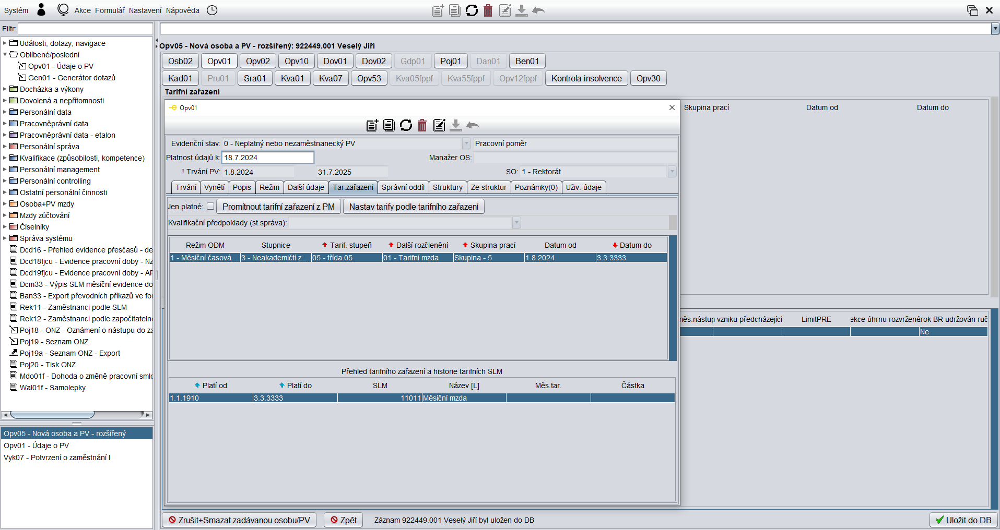 Systém Akce Formulář Nastavení Nápověda
Filtr:
Události, dotazy, navigace
Oblíbené/poslední
Opv01 - Údaje o PV
Gen01 - Generátor dotazů
Docházka a výkony
Dovolená a nepřítomnosti
Personální data
Pracovněprávní data
Pracovněprávní data - etalon
Personální správa
Kvalifikace (způsobilosti, kompetence)
Personální management
Personální controlling
Ostatní personální činnosti
Osoba+PV mzdy
Mzdy zúčtování
Číselníky
Správa systému
Dcd16 - Přehled evidence přesčasů - de
Dcd18fjcu - Evidence pracovní doby - NZ
Dcd19fjcu - Evidence pracovní doby - AF
Dcm33 - Výpis SLM měsíční evidence do
Ban33 - Export převodních příkazů ve for
Rek11 - Zaměstnanci podle SLM
Rek12 - Zaměstnanci podle započitatelne
Poj18 - ONZ - Oznámení o nástupu do za
Poj19 - Seznam ONZ
Poj19a - Seznam ONZ - Export
Poj20 - Tisk ONZ
Mdo01f - Dohoda o změně pracovní smlo
Wal01f - Samolepky
Opv05 - Nová osoba a PV - rozšířený
Opv01 - Údaje o PV
Vyk07 - Potvrzení o zaměstnání I
Opv05 - Nová osoba a PV - rozšířený: 922449.001 Veselý Jiří
Osb02 Opv01 Opv02 Opv10 Dov01 Dov02 Gdp01 Poj01 Dan01 Ben01
Kad01 Pru01 Sra01 Kva01 Kva07 Opv53 Kva05fppf Kva55fppf Opv12fppf Kontrola insolvence Opv30
Tarifní zařazení
Skupina prací Datum od Datum do
Opv01
Evidenční stav: 0 - Neplatný nebo nezaměstnanecký PV Pracovní poměr
Platnost údajů k: 18.7.2024 Manažer OS:
! Trvání PV: 1.8.2024 31.7.2025 SO: 1 - Rektorát
Trvání Vynětí Popis Režim Další údaje Tar.zařazení Správní oddíl Struktury Ze struktur Poznámky(0) Uživ. údaje
Jen platné: Promítnout tarifní zařazení z PM Nastav tarify podle tarifního zařazení
Kvalifikační předpoklady (st.správa):
Režim ODM Stupnice Tarif. stupeň Další rozčlenění Skupina prací Datum od Datum do
1 - Měsíční časová ... 3 - Neakademičtí z... 05 - třída 05 01 - Tarifní mzda Skupina - 5 1.8.2024 3.3.3333
Přehled tarifního zařazení a historie tarifních SLM
Platí od Platí do SLM Název [L] Měs.tar. Částka
1.1.1910 3.3.3333 11011 Měsíční mzda
měs.nástup vzniku předcházející LimitPRE ekce úhrnu rozvrženérok BR udržován ruč
Ne
Zrušit+Smazat zadávanou osobu/PV Zpět Záznam 922449.001 Veselý Jiří byl uložen do DB Uložit do DB